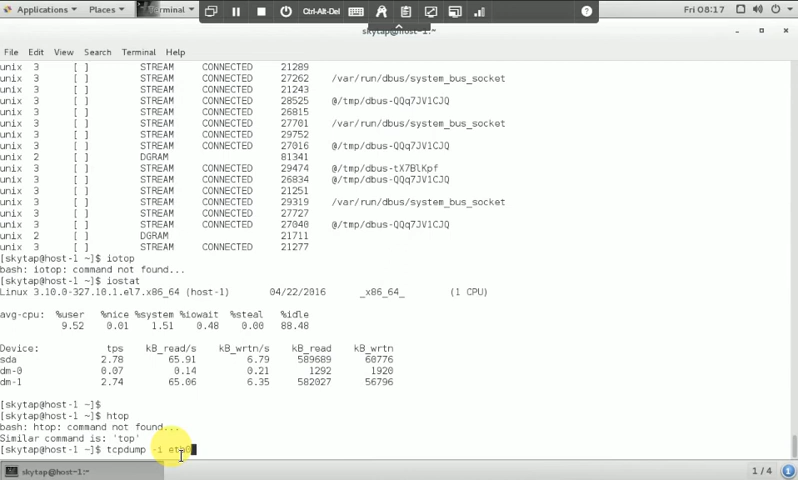 Applications Places Terminal Ctrl-Alt-Del ? Fri 08:17
skytap@host-1:~
File Edit View Search Terminal Help
unix 3 [ ] STREAM CONNECTED 21289
unix 3 [ ] STREAM CONNECTED 27262 /var/run/dbus/system_bus_socket
unix 3 [ ] STREAM CONNECTED 21243
unix 3 [ ] STREAM CONNECTED 28525 @/tmp/dbus-QQq7JV1CJQ
unix 3 [ ] STREAM CONNECTED 26815
unix 3 [ ] STREAM CONNECTED 27701 /var/run/dbus/system_bus_socket
unix 3 [ ] STREAM CONNECTED 29752
unix 3 [ ] STREAM CONNECTED 27016 @/tmp/dbus-QQq7JV1CJQ
unix 2 [ ] DGRAM 81341
unix 3 [ ] STREAM CONNECTED 29474 @/tmp/dbus-tX7BlKpf
unix 3 [ ] STREAM CONNECTED 26834 @/tmp/dbus-QQq7JV1CJQ
unix 3 [ ] STREAM CONNECTED 21251
unix 3 [ ] STREAM CONNECTED 29319 /var/run/dbus/system_bus_socket
unix 3 [ ] STREAM CONNECTED 27727
unix 3 [ ] STREAM CONNECTED 27040 @/tmp/dbus-QQq7JV1CJQ
unix 2 [ ] DGRAM 21711
unix 3 [ ] STREAM CONNECTED 21277
[skytap@host-1 ~]$ iotop
bash: iotop: command not found...
[skytap@host-1 ~]$ iostat
Linux 3.10.0-327.10.1.el7.x86_64 (host-1) 04/22/2016 _x86_64_ (1 CPU)
avg-cpu: %user %nice %system %iowait %steal %idle
9.52 0.01 1.51 0.48 0.00 88.48
Device: tps kB_read/s kB_wrtn/s kB_read kB_wrtn
sda 2.78 65.91 6.79 589689 60776
dm-0 0.07 0.14 0.21 1292 1920
dm-1 2.74 65.06 6.35 582027 56796
[skytap@host-1 ~]$
[skytap@host-1 ~]$ htop
bash: htop: command not found...
Similar command is: 'top'
[skytap@host-1 ~]$ tcpdump -i eth0
skytap@host-1:~ 1 / 4